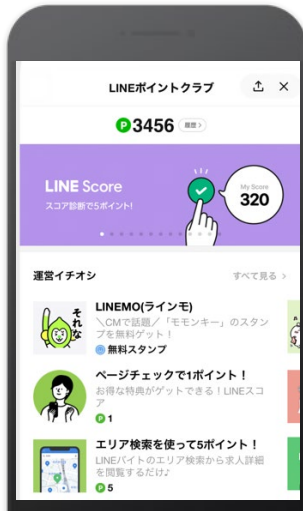 LINEポイントクラブ
P 3456 履歴 >
LINE Score
スコア診断で5ポイント!
My Score
320
運営イチオシ
すべて見る >
それな
LINEMO(ラインモ)
＼CMで話題／「モモンキー」のスタン
プを無料ゲット！
無料スタンプ
ページチェックで1ポイント！
お得な特典がゲットできる！LINEスコ
ア
P 1
エリア検索を使って5ポイント！
LINEバイトのエリア検索から求人詳細
を閲覧するだけ♪
P 5